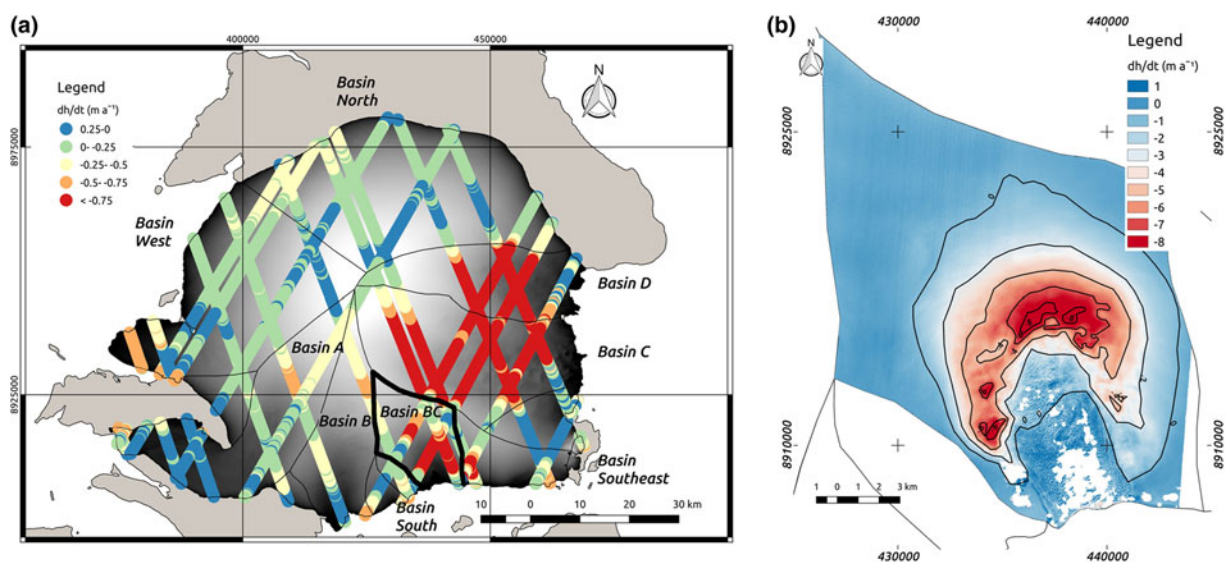 (a)
400000
450000
8975000
8925000
Legend
dh/dt (m a⁻¹)
0.25-0
0- -0.25
-0.25- -0.5
-0.5- -0.75
< -0.75
N
Basin
North
Basin
West
Basin D
Basin C
Basin A
Basin B
Basin BC
Basin
Southeast
Basin
South
10 0 10 20 30 km
(b)
430000
440000
N
Legend
dh/dt (m a⁻¹)
1
0
-1
-2
-3
-4
-5
-6
-7
-8
8925000
8925000
8910000
8910000
1 0 1 2 3 km
430000
440000